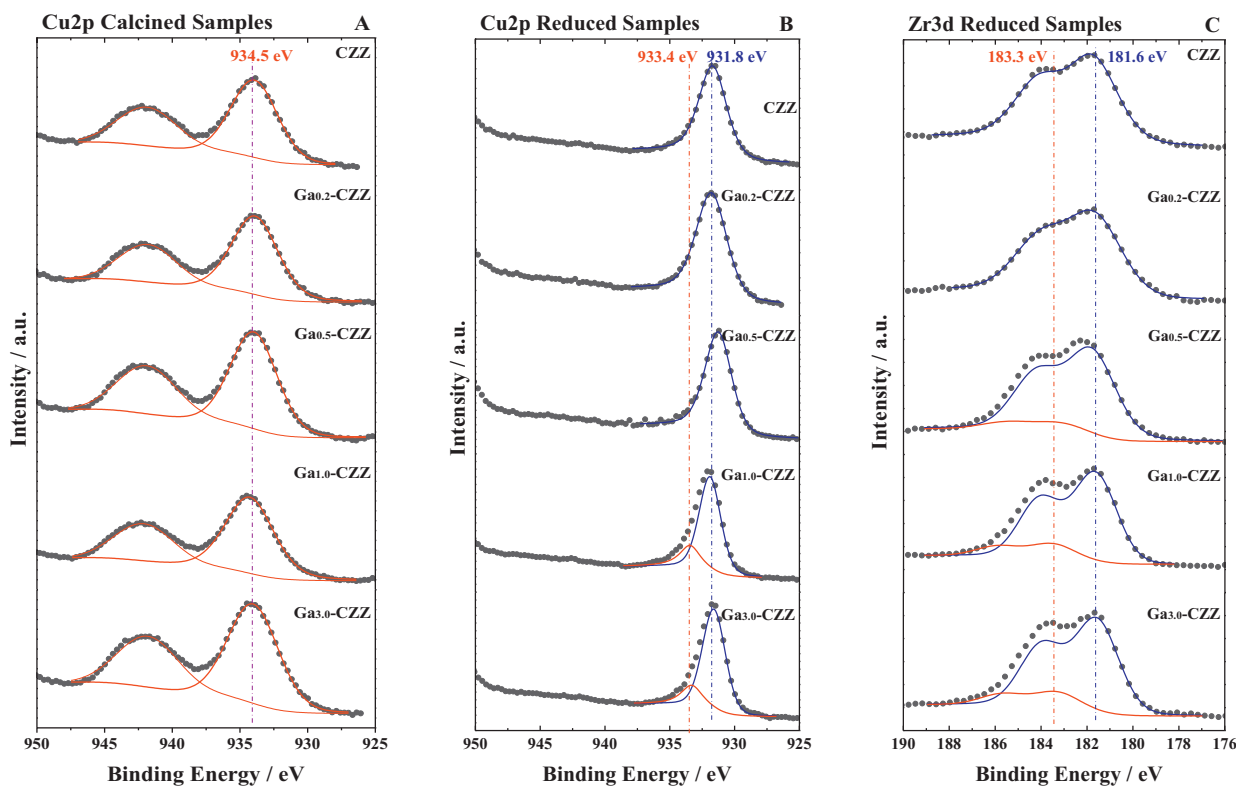 Cu2p Calcined Samples
A
934.5 eV
CZZ
Ga0.2-CZZ
Ga0.5-CZZ
Ga1.0-CZZ
Ga3.0-CZZ
Intensity / a.u.
950 945 940 935 930 925
Binding Energy / eV
Cu2p Reduced Samples
B
933.4 eV 931.8 eV
CZZ
Ga0.2-CZZ
Ga0.5-CZZ
Ga1.0-CZZ
Ga3.0-CZZ
Intensity / a.u.
950 945 940 935 930 925
Binding Energy / eV
Zr3d Reduced Samples
C
CZZ
183.3 eV 181.6 eV
Ga0.2-CZZ
Ga0.5-CZZ
Ga1.0-CZZ
Ga3.0-CZZ
Intensity / a.u.
190 188 186 184 182 180 178 176
Binding Energy / eV